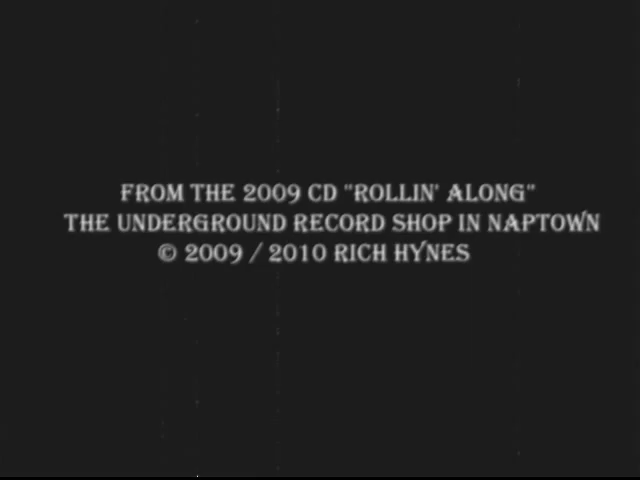 FROM THE 2009 CD "ROLLIN' ALONG"
THE UNDERGROUND RECORD SHOP IN NAPTOWN
© 2009 / 2010 RICH HYNES